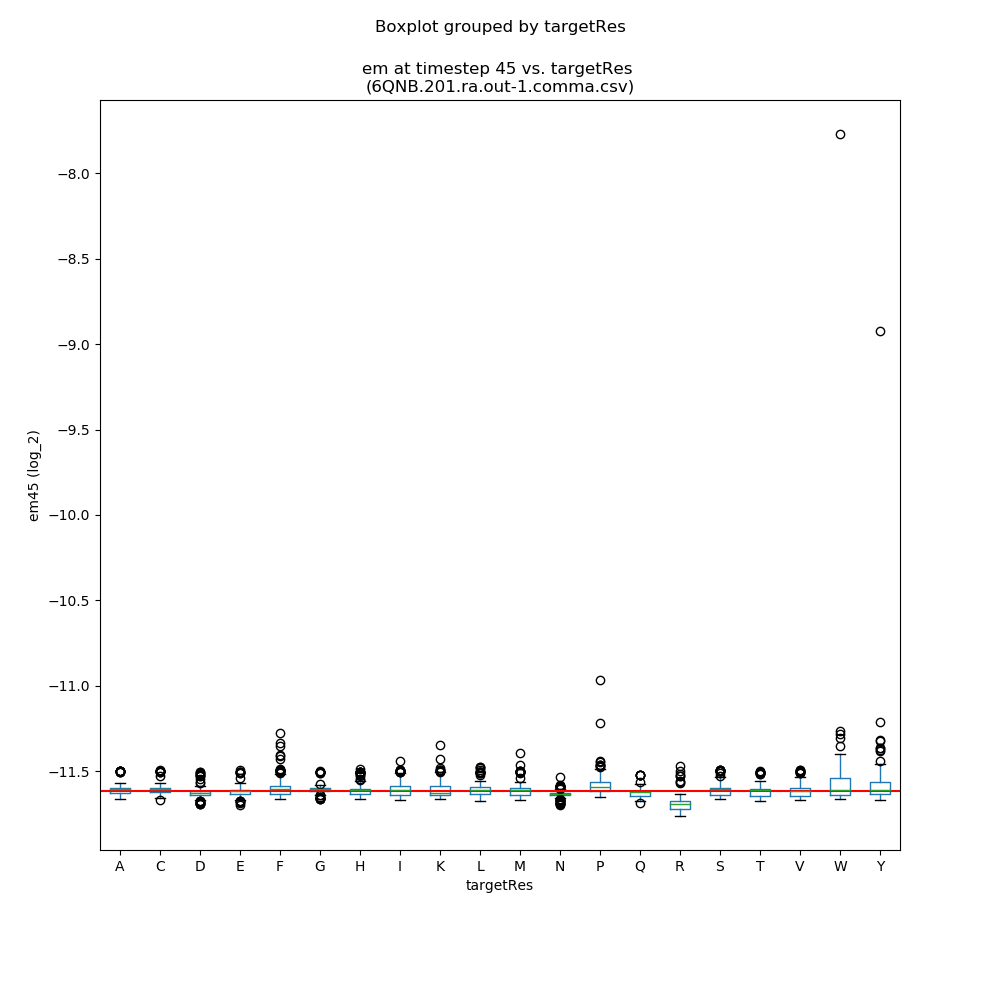 Boxplot grouped by targetRes
em at timestep 45 vs. targetRes
(6QNB.201.ra.out-1.comma.csv)
−8.0
−8.5
−9.0
−9.5
−10.0
−10.5
−11.0
−11.5
em45 (log_2)
A C D E F G H I K L M N P Q R S T V W Y
targetRes